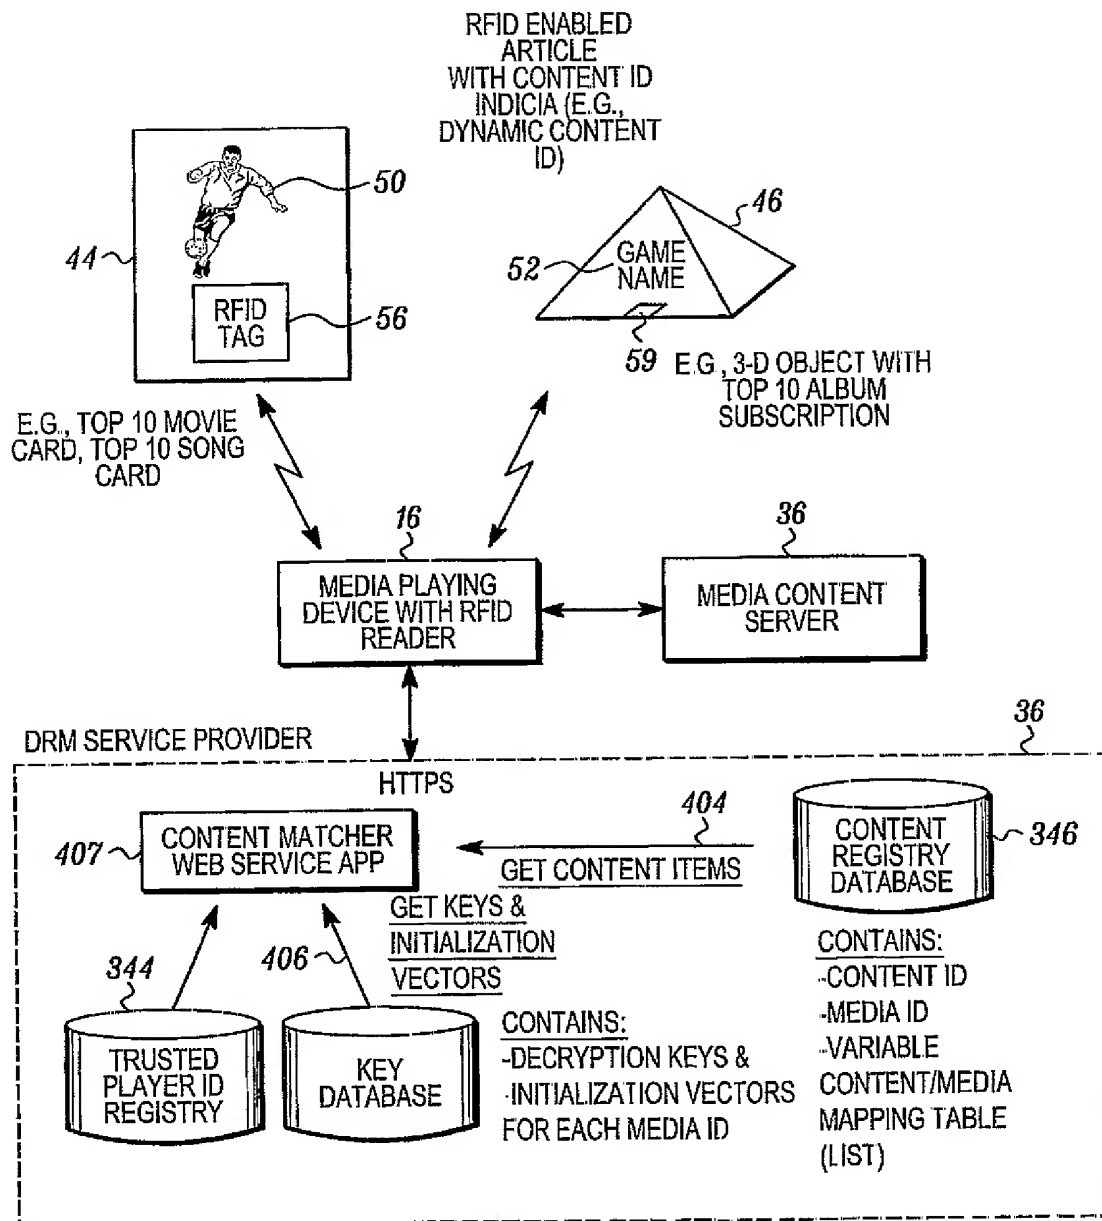 RFID ENABLED
ARTICLE
WITH CONTENT ID
INDICIA (E.G.,
DYNAMIC CONTENT
ID)
50
44
RFID
TAG
56
46
52
GAME
NAME
59
E.G., 3-D OBJECT WITH
TOP 10 ALBUM
SUBSCRIPTION
E.G., TOP 10 MOVIE
CARD, TOP 10 SONG
CARD
16
MEDIA PLAYING
DEVICE WITH RFID
READER
36
MEDIA CONTENT
SERVER
DRM SERVICE PROVIDER
36
HTTPS
407
CONTENT MATCHER
WEB SERVICE APP
404
GET CONTENT ITEMS
CONTENT
REGISTRY
DATABASE
346
GET KEYS &
INITIALIZATION
VECTORS
406
344
TRUSTED
PLAYER ID
REGISTRY
KEY
DATABASE
CONTAINS:
-DECRYPTION KEYS &
-INITIALIZATION VECTORS
FOR EACH MEDIA ID
CONTAINS:
-CONTENT ID
-MEDIA ID
-VARIABLE
CONTENT/MEDIA
MAPPING TABLE
(LIST)